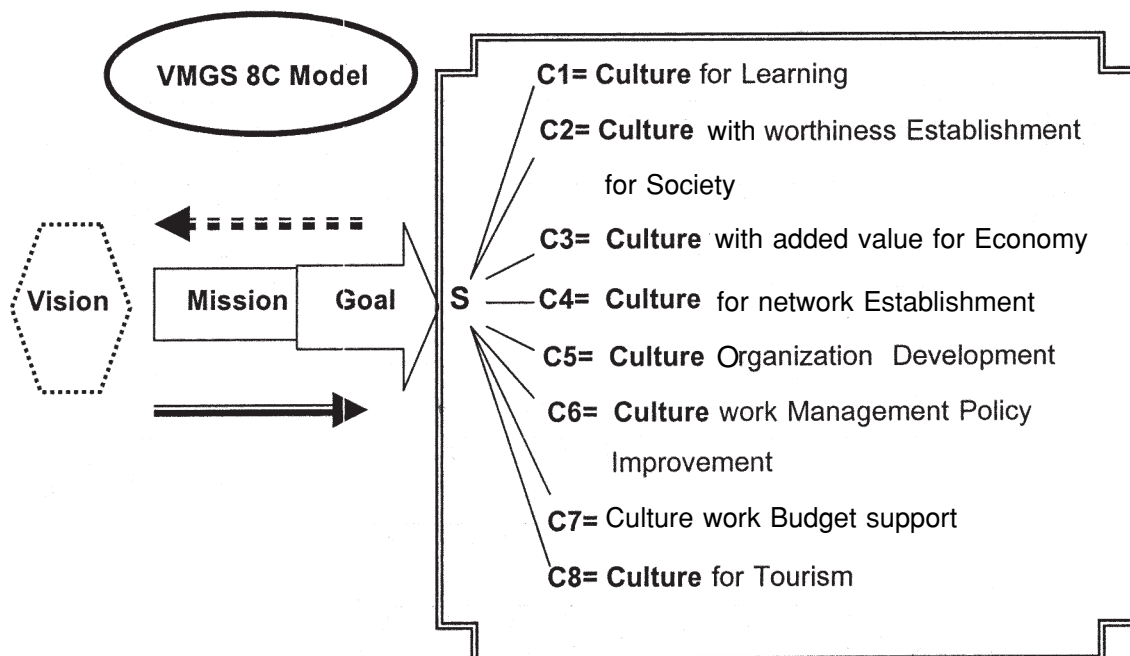 VMGS 8C Model
C1= Culture for Learning
C2= Culture with worthiness Establishment
for Society
C3= Culture with added value for Economy
Vision
Mission
Goal
S
C4= Culture for network Establishment
C5= Culture Organization Development
C6= Culture work Management Policy
Improvement
C7= Culture work Budget support
C8= Culture for Tourism